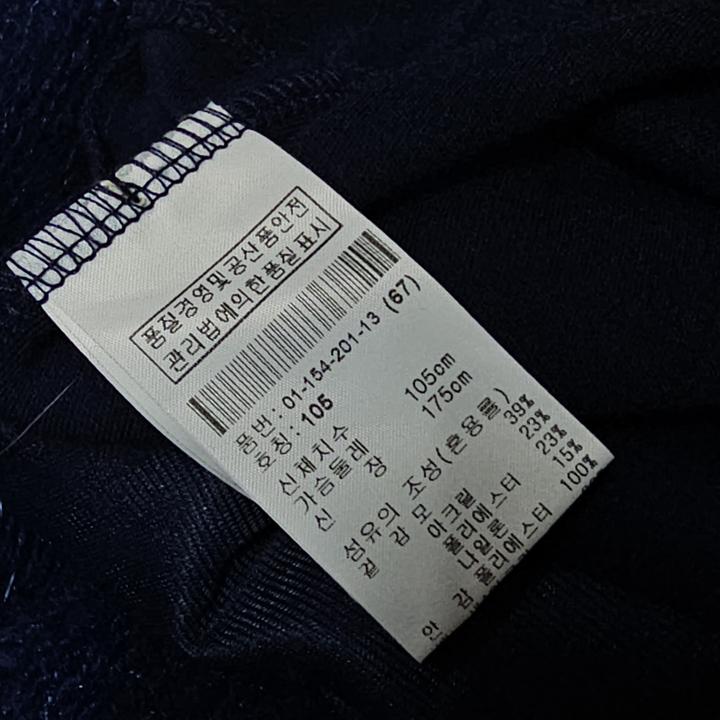 품질경영및공산품안전
관리법에의한품질표시
품번: 01-154-201-13 (67)
호칭: 105
신체치수
가슴둘레 105cm
신 장 175cm
섬유의 조성(혼용률)
겉 감 모 39%
아크릴 23%
폴리에스터 23%
나일론 15%
안 감 폴리에스터 100%